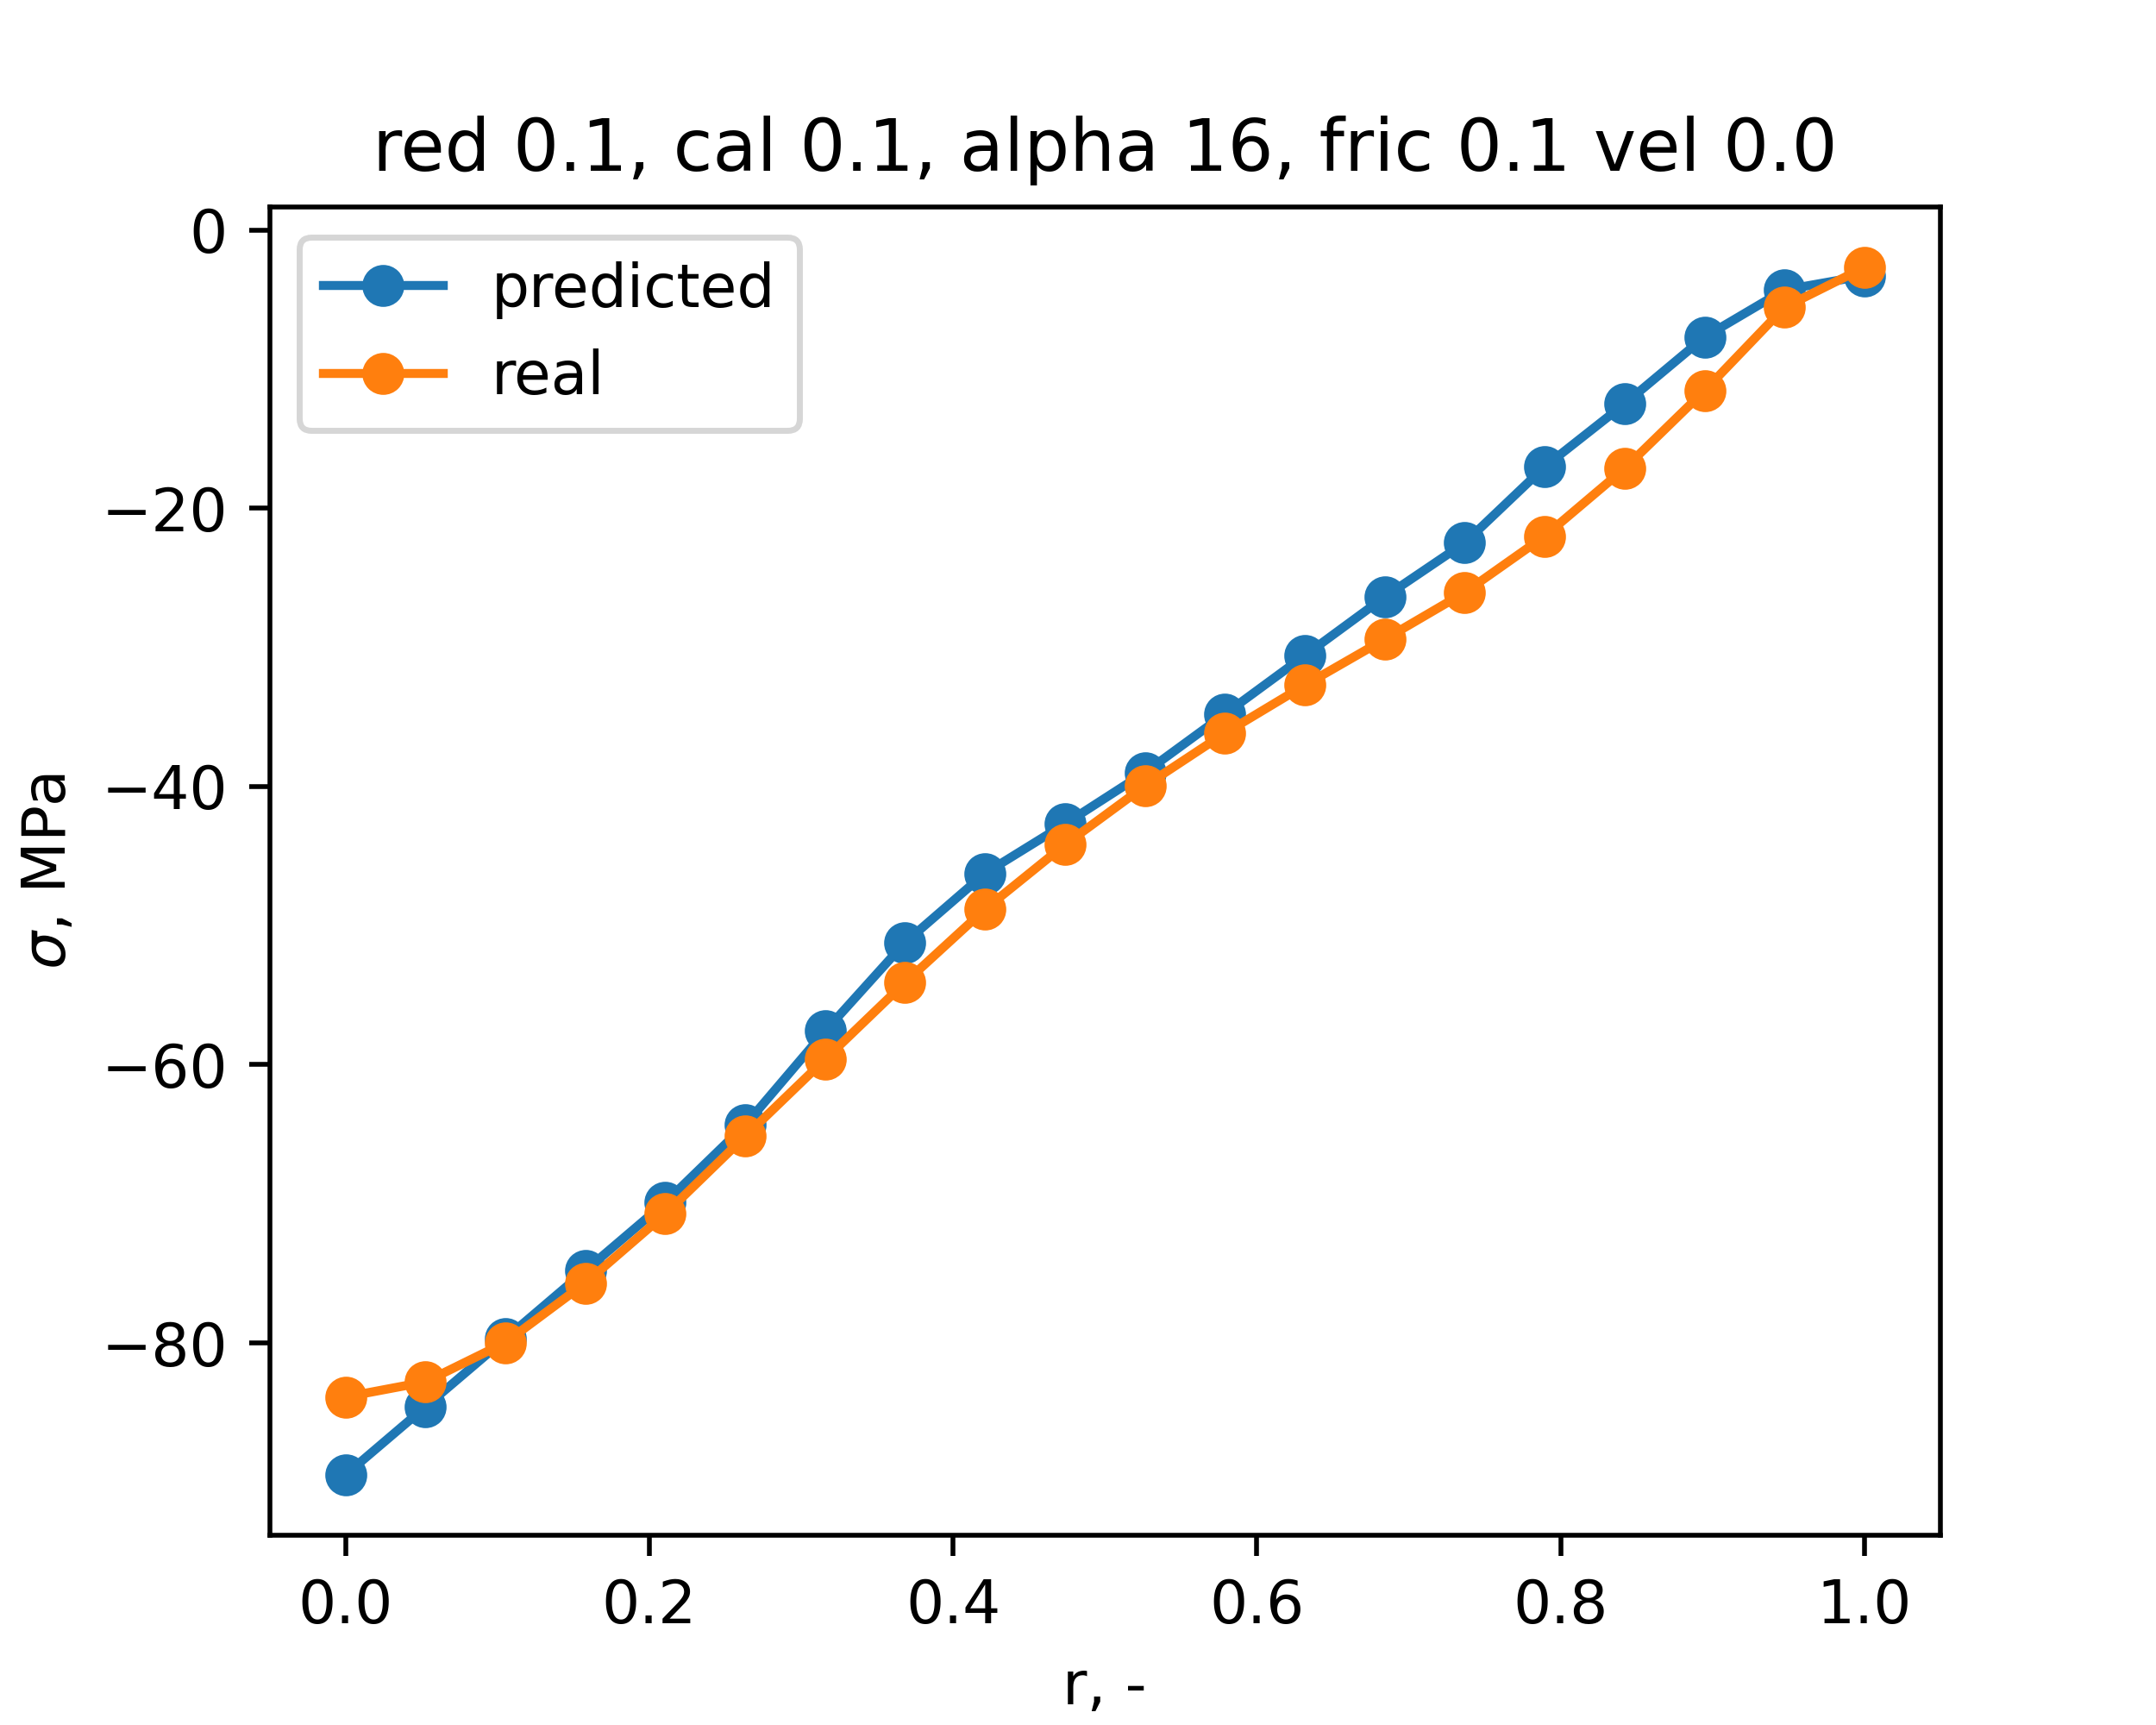 red 0.1, cal 0.1, alpha 16, fric 0.1 vel 0.0
predicted
real
0
−20
−40
−60
−80
σ, MPa
0.0 0.2 0.4 0.6 0.8 1.0
r, -